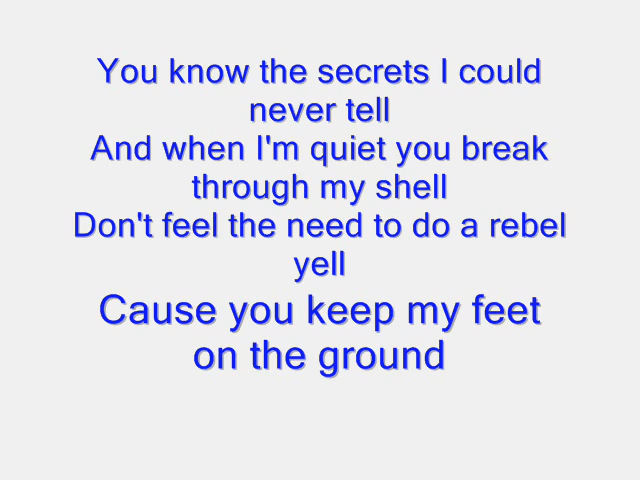 You know the secrets I could
never tell
And when I'm quiet you break
through my shell
Don't feel the need to do a rebel
yell
Cause you keep my feet
on the ground